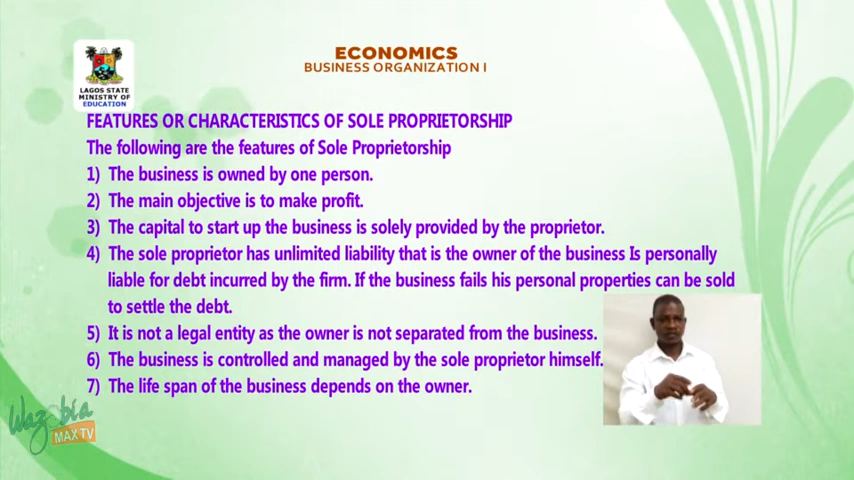 ECONOMICS
BUSINESS ORGANIZATION I
LAGOS STATE
MINISTRY OF
EDUCATION
FEATURES OR CHARACTERISTICS OF SOLE PROPRIETORSHIP
The following are the features of Sole Proprietorship
1) The business is owned by one person.
2) The main objective is to make profit.
3) The capital to start up the business is solely provided by the proprietor.
4) The sole proprietor has unlimited liability that is the owner of the business Is personally
liable for debt incurred by the firm. If the business fails his personal properties can be sold
to settle the debt.
5) It is not a legal entity as the owner is not separated from the business.
6) The business is controlled and managed by the sole proprietor himself.
7) The life span of the business depends on the owner.
Wazobia
MAX TV